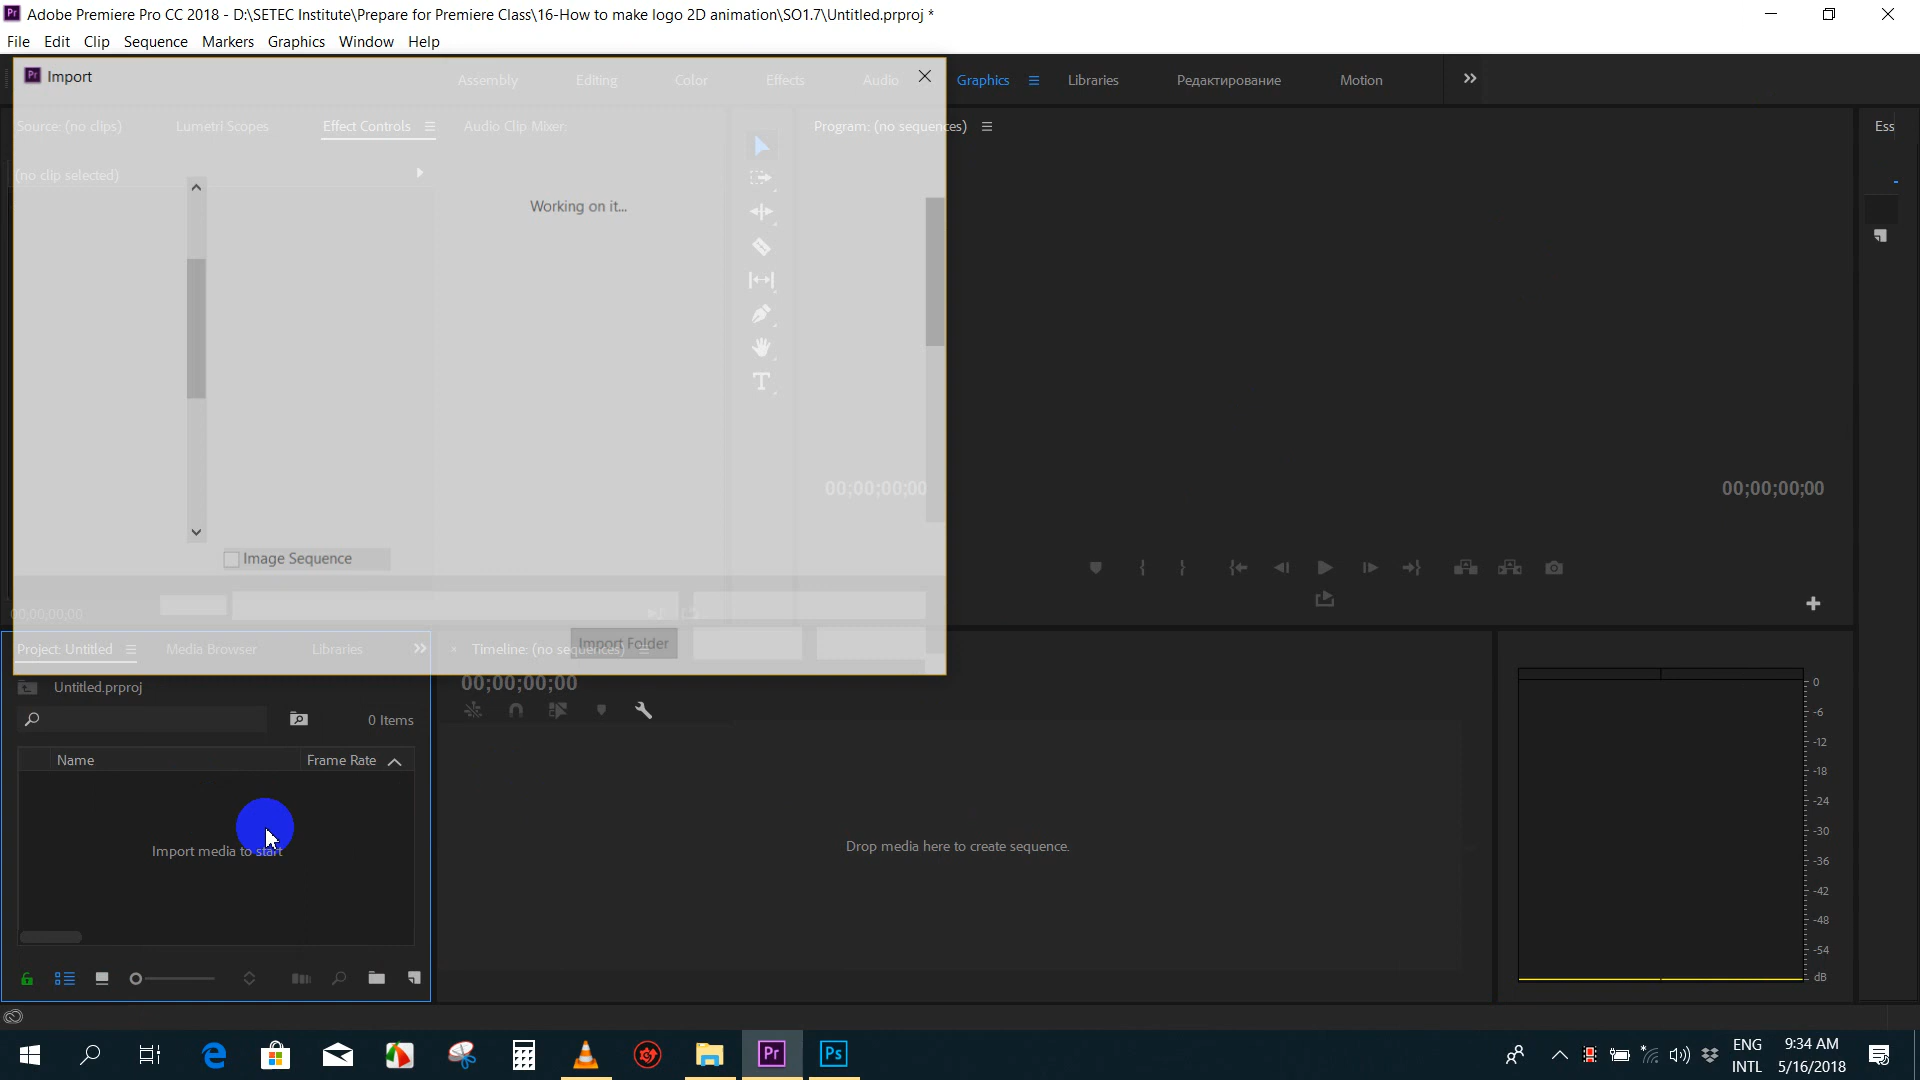 Adobe Premiere Pro CC 2018 - D:\SETEC Institute\Prepare for Premiere Class\16-How to make logo 2D animation\SO1.7\Untitled.prproj *
File Edit Clip Sequence Markers Graphics Window Help
Import
Assembly Editing Color Effects Audio Graphics Libraries Редактирование Motion
Source: (no clips) Lumetri Scopes Effect Controls Audio Clip Mixer: Program: (no sequences) Ess
(no clip selected)
Working on it...
00;00;00;00 00;00;00;00
Image Sequence
00;00;00;00
Import Folder
Project: Untitled Media Browser Libraries × Timeline: (no sequences)
Untitled.prproj
00;00;00;00
0 Items
Name Frame Rate
Import media to start
Drop media here to create sequence.
0
-6
-12
-18
-24
-30
-36
-42
-48
-54
dB
ENG
INTL
9:34 AM
5/16/2018